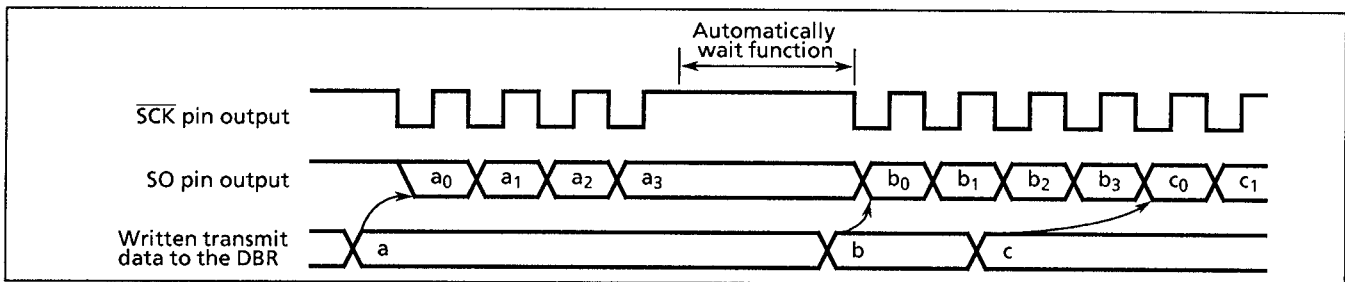 Automatically
wait function
S̅C̅K̅ pin output
SO pin output
a₀ a₁ a₂ a₃ b₀ b₁ b₂ b₃ c₀ c₁
Written transmit
data to the DBR
a b c